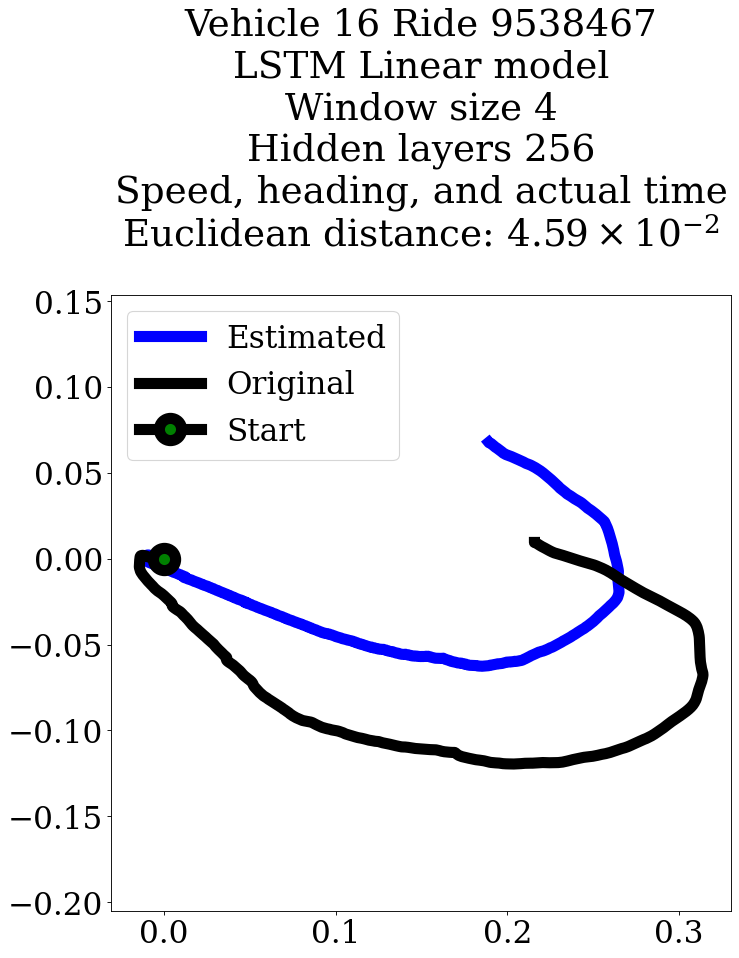 Vehicle 16 Ride 9538467
LSTM Linear model
Window size 4
Hidden layers 256
Speed, heading, and actual time
Euclidean distance: 4.59 × 10⁻²
0.15
0.10
0.05
0.00
−0.05
−0.10
−0.15
−0.20
Estimated
Original
Start
0.0 0.1 0.2 0.3